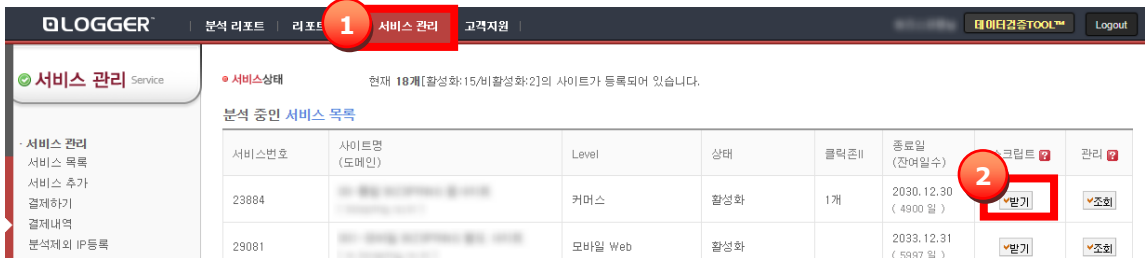 LOGGER™ 분석 리포트 리포트 1 서비스 관리 고객지원 데이터검증TOOL™ Logout
서비스 관리 Service
서비스상태 현재 18개[활성화:15/비활성화:2]의 사이트가 등록되어 있습니다.
분석 중인 서비스 목록
· 서비스 관리
서비스 목록
서비스 추가
결제하기
결제내역
분석제외 IP등록
서비스번호 사이트명 Level 상태 클릭존II 종료일 스크립트 ? 관리 ?
(도메인) (잔여일수)
2
23884 커머스 활성화 1개 2030.12.30 받기 조회
( 4900 일 )
29081 모바일 Web 활성화 2033.12.31 받기 조회
( 5997 일 )